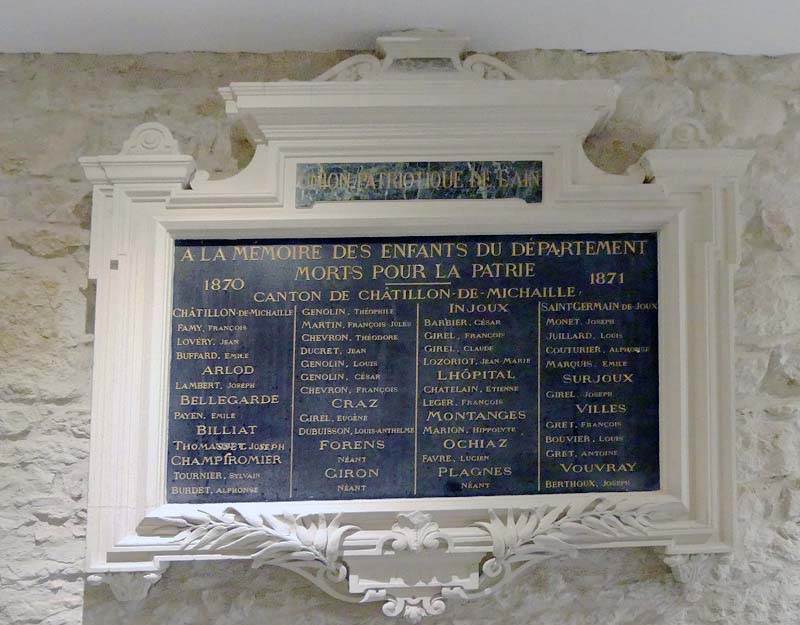 UNION PATRIOTIQUE DE L'AIN
A LA MÉMOIRE DES ENFANTS DU DÉPARTEMENT
MORTS POUR LA PATRIE
1870
1871
CANTON DE CHÂTILLON-DE-MICHAILLE
CHÂTILLON-DE-MICHAILLE
FAMY, FRANÇOIS
LOVÉRY, JEAN
BUFFARD, EMILE
ARLOD
LAMBERT, JOSEPH
BELLEGARDE
PAYEN, EMILE
BILLIAT
THOMASSET, JOSEPH
CHAMPFROMIER
TOURNIER, SYLVAIN
BURDET, ALPHONSE
GENOLIN, THÉOPHILE
MARTIN, FRANÇOIS JULES
CHEVRON, THÉODORE
DUCRET, JEAN
GENOLIN, LOUIS
GENOLIN, CÉSAR
CHEVRON, FRANÇOIS
CRAZ
GIREL, EUGÈNE
DUBUISSON, LOUIS-ANTHELME
FORENS
NÉANT
GIRON
NÉANT
INJOUX
BARBIER, CÉSAR
GIREL, FRANÇOIS
GIREL, CLAUDE
LOZORIOT, JEAN-MARIE
LHÔPITAL
CHATELAIN, ETIENNE
LEGER, FRANÇOIS
MONTANGES
MARION, HIPPOLYTE
OCHIAZ
FAVRE, LUCIEN
PLAGNES
NÉANT
SAINT GERMAIN-DE-JOUX
MONET, JOSEPH
JUILLARD, LOUIS
COUTURIER, ALPHONSE
MARQUIS, EMILE
SURJOUX
GIREL, JOSEPH
VILLES
GRET, FRANÇOIS
BOUVIER, LOUIS
GRET, ANTOINE
VOUVRAY
BERTHOUX, JOSEPH